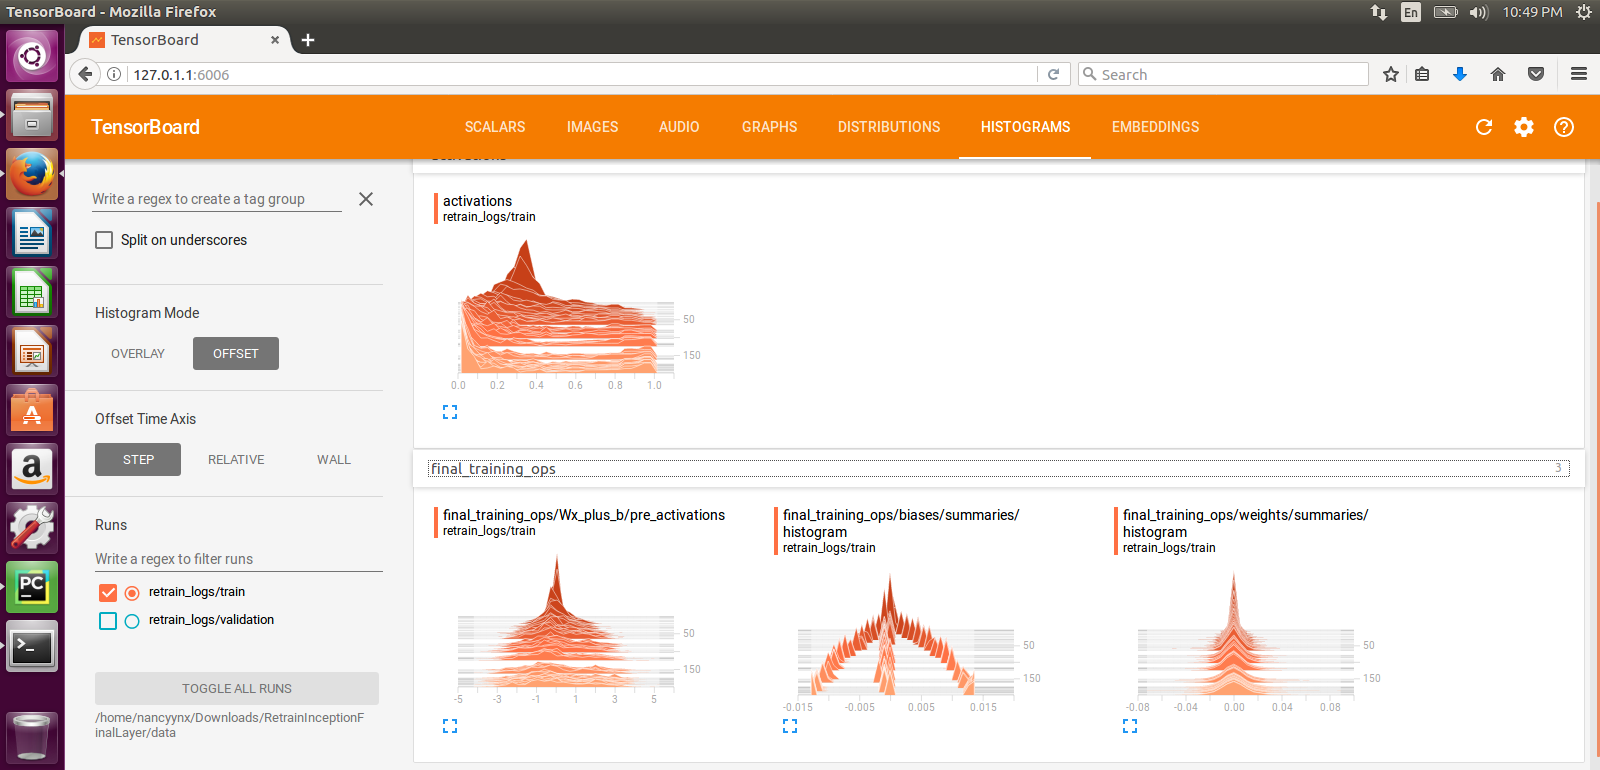 TensorBoard - Mozilla Firefox
En
10:49 PM
TensorBoard
127.0.1.1:6006
Search
TensorBoard
SCALARS
IMAGES
AUDIO
GRAPHS
DISTRIBUTIONS
HISTOGRAMS
EMBEDDINGS
Write a regex to create a tag group
Split on underscores
Histogram Mode
OVERLAY
OFFSET
Offset Time Axis
STEP
RELATIVE
WALL
Runs
Write a regex to filter runs
retrain_logs/train
retrain_logs/validation
TOGGLE ALL RUNS
/home/nancyynx/Downloads/RetrainInceptionF
inalLayer/data
activations
retrain_logs/train
50
150
0.0 0.2 0.4 0.6 0.8 1.0
final_training_ops
3
final_training_ops/Wx_plus_b/pre_activations
retrain_logs/train
50
150
-5 -3 -1 1 3 5
final_training_ops/biases/summaries/
histogram
retrain_logs/train
50
150
-0.015 -0.005 0.005 0.015
final_training_ops/weights/summaries/
histogram
retrain_logs/train
50
150
-0.08 -0.04 0.00 0.04 0.08
PC